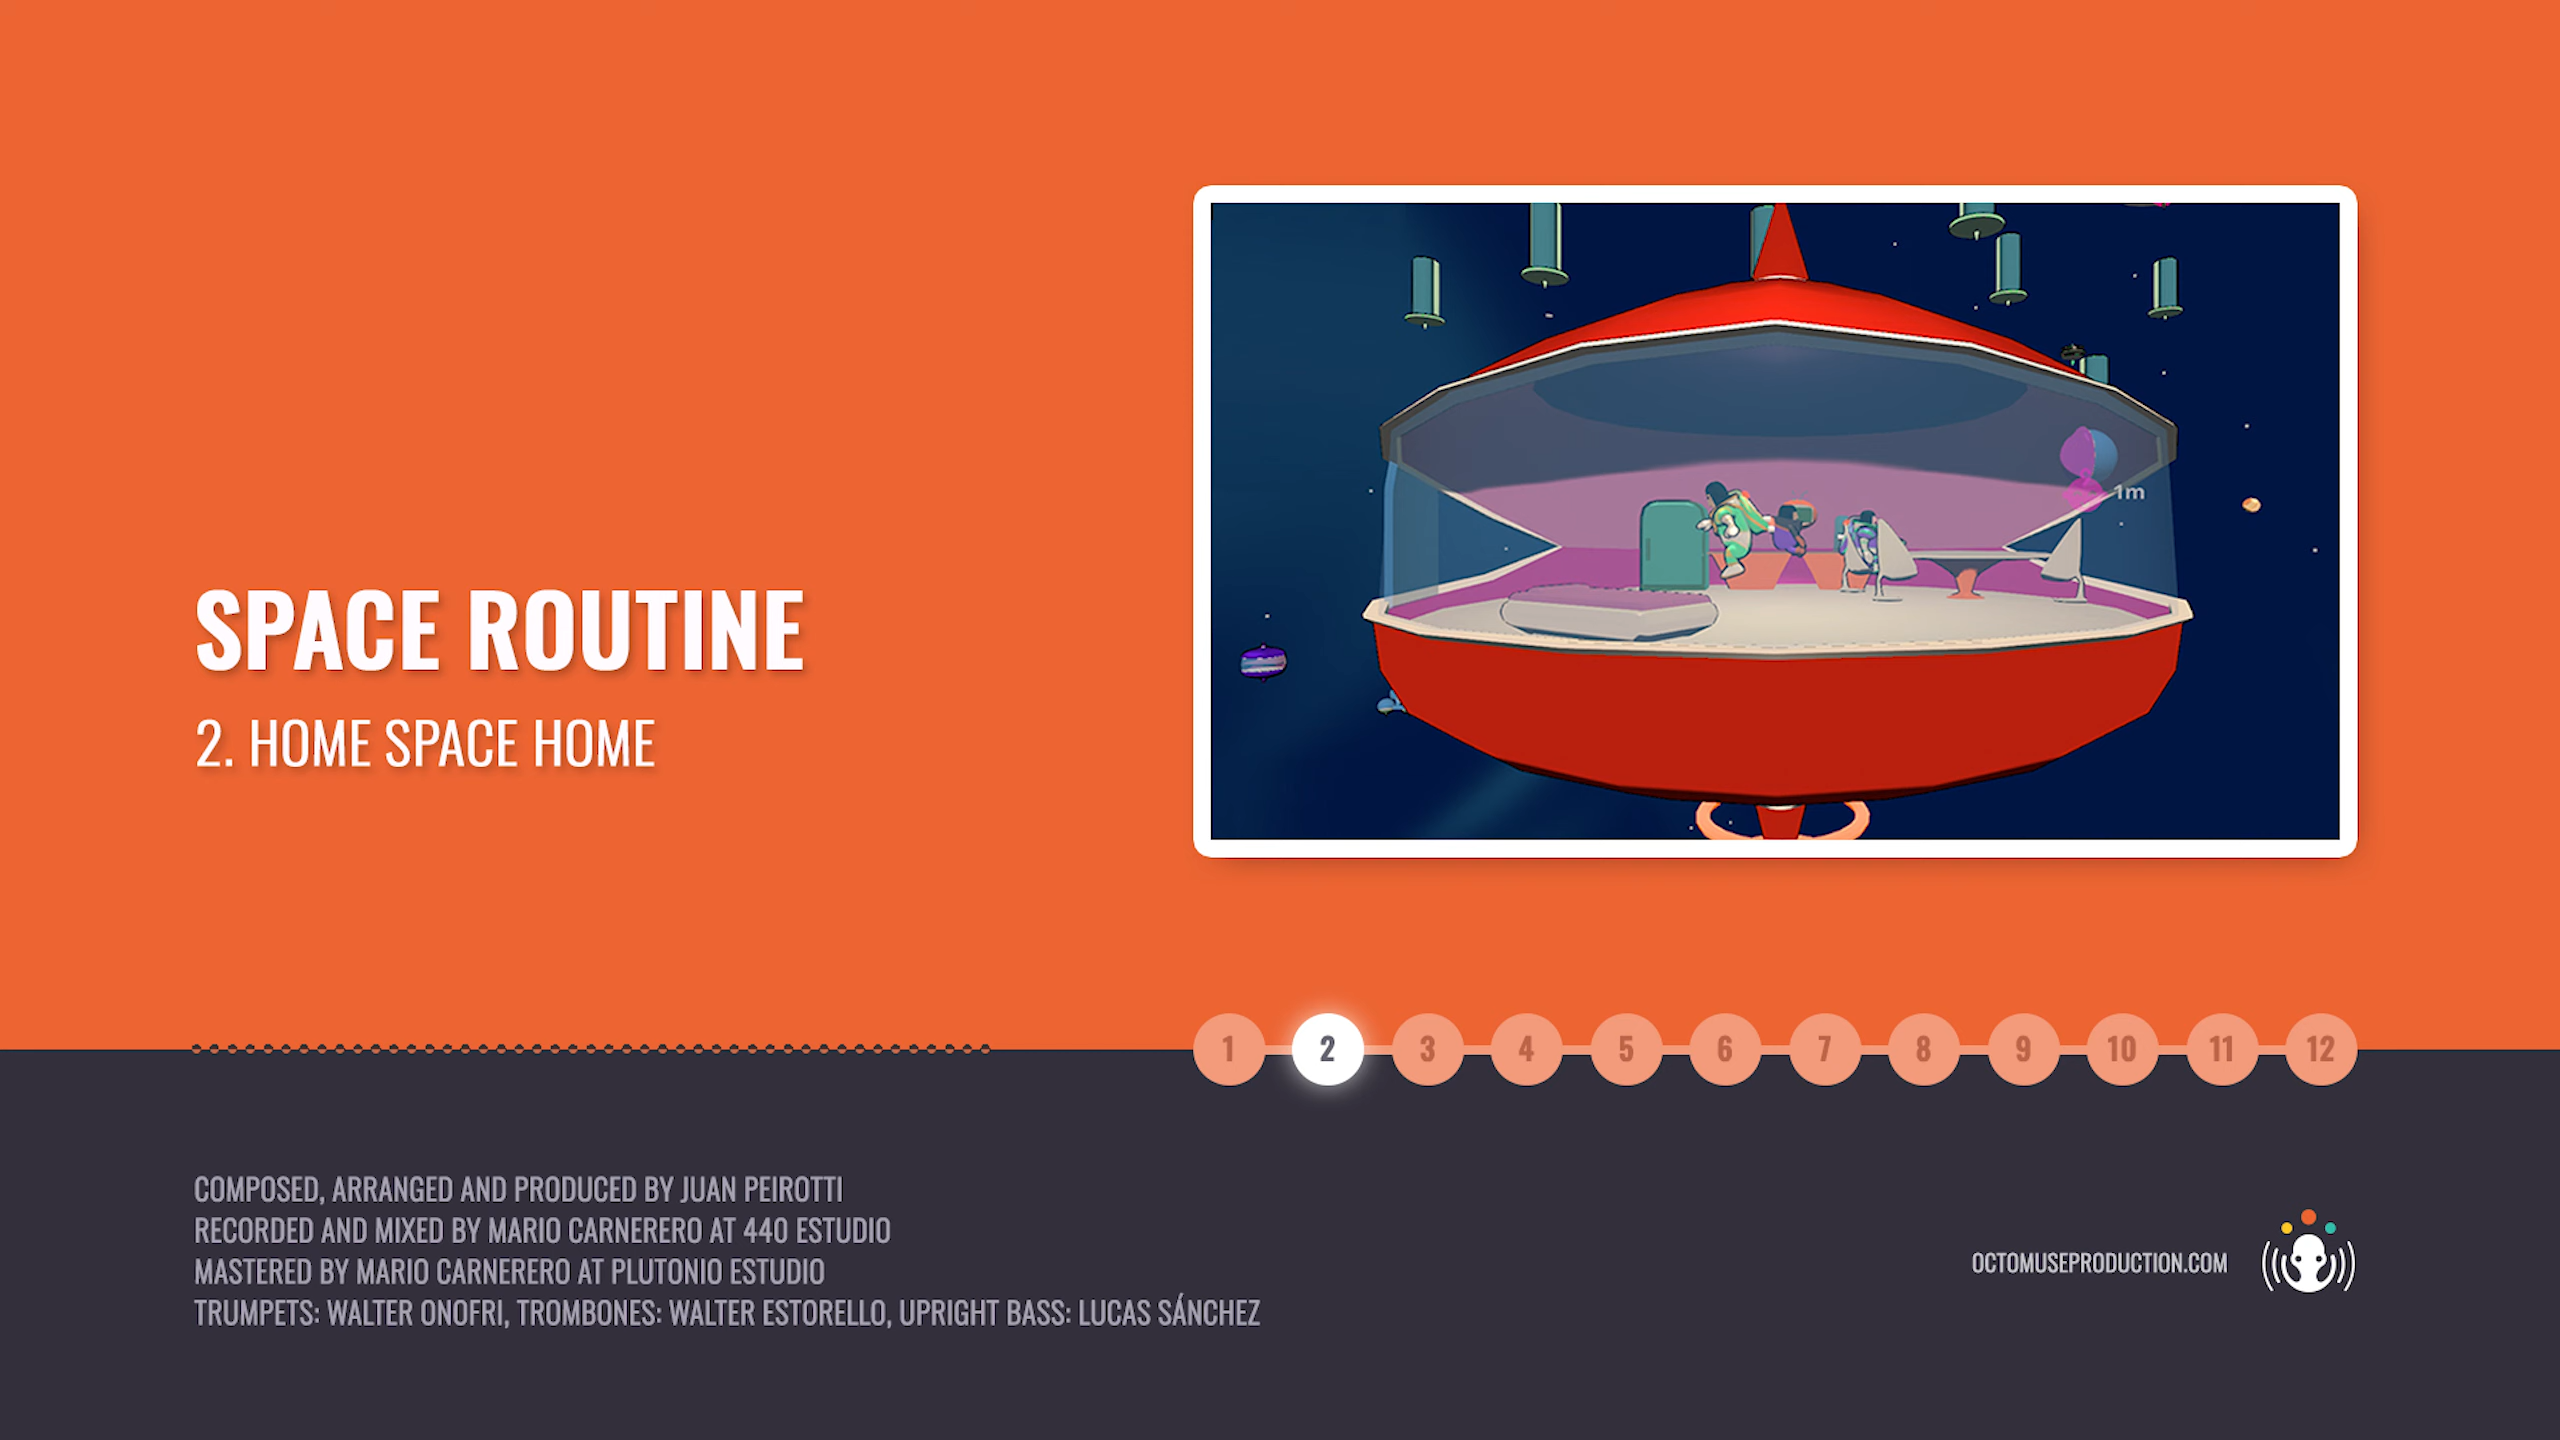 SPACE ROUTINE
2. HOME SPACE HOME
1m
1 2 3 4 5 6 7 8 9 10 11 12
COMPOSED, ARRANGED AND PRODUCED BY JUAN PEIROTTI
RECORDED AND MIXED BY MARIO CARNERERO AT 440 ESTUDIO
MASTERED BY MARIO CARNERERO AT PLUTONIO ESTUDIO
TRUMPETS: WALTER ONOFRI, TROMBONES: WALTER ESTORELLO, UPRIGHT BASS: LUCAS SÁNCHEZ
OCTOMUSEPRODUCTION.COM